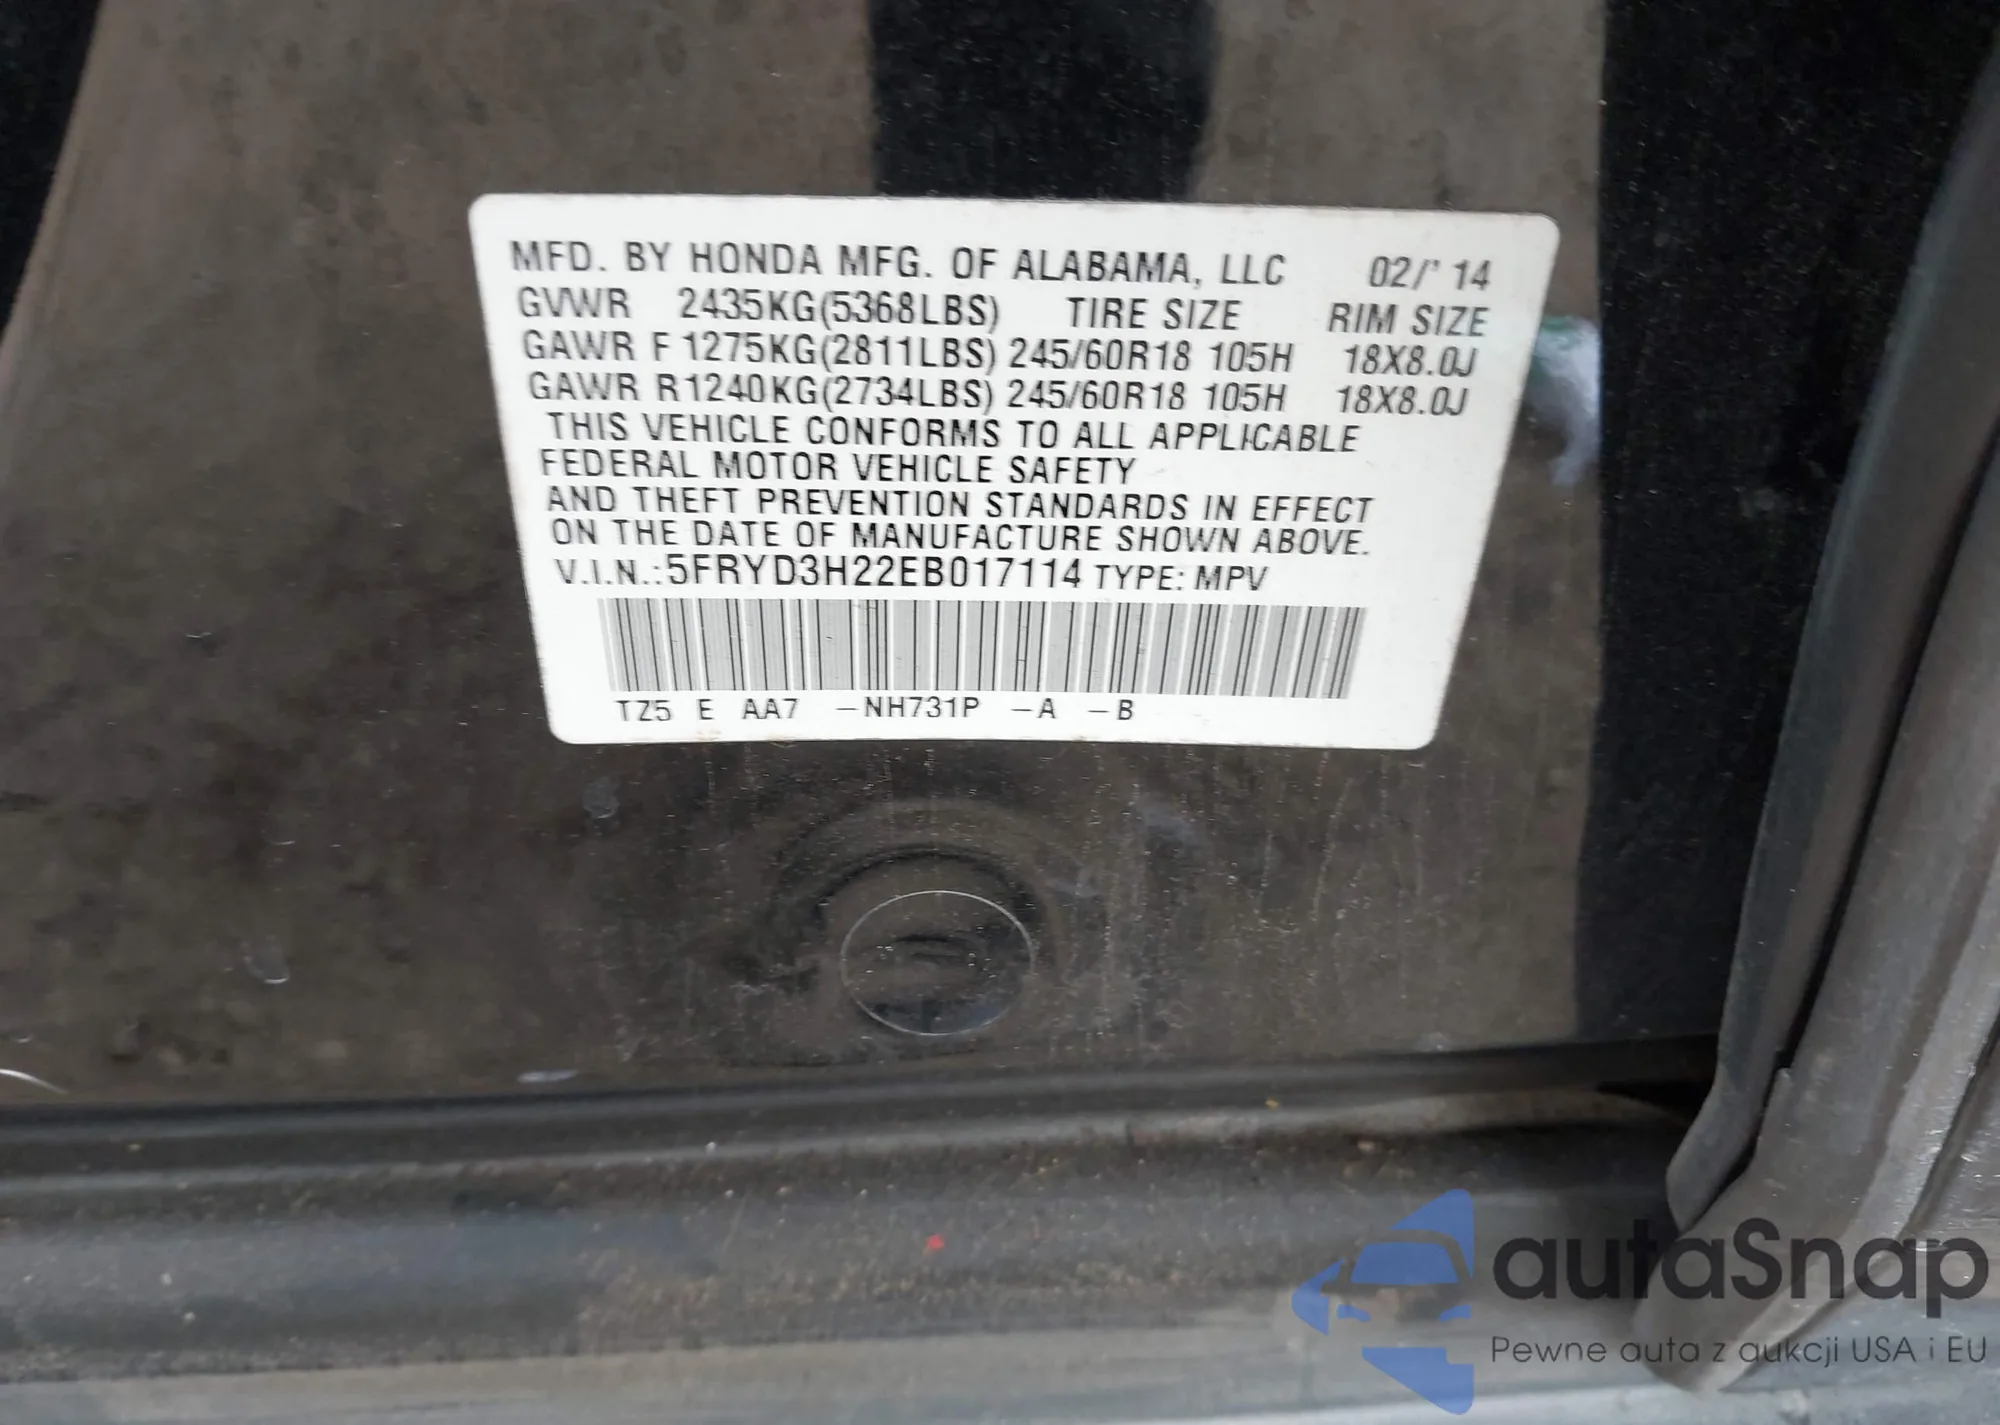 MFD. BY HONDA MFG. OF ALABAMA, LLC 02/' 14
GVWR 2435KG(5368LBS) TIRE SIZE RIM SIZE
GAWR F 1275KG(2811LBS) 245/60R18 105H 18X8.0J
GAWR R 1240KG(2734LBS) 245/60R18 105H 18X8.0J
THIS VEHICLE CONFORMS TO ALL APPLICABLE
FEDERAL MOTOR VEHICLE SAFETY
AND THEFT PREVENTION STANDARDS IN EFFECT
ON THE DATE OF MANUFACTURE SHOWN ABOVE.
V.I.N.:5FRYD3H22EB017114 TYPE: MPV
TZ5 E AA7 -NH731P -A -B
autaSnap
Pewne auta z aukcji USA i EU